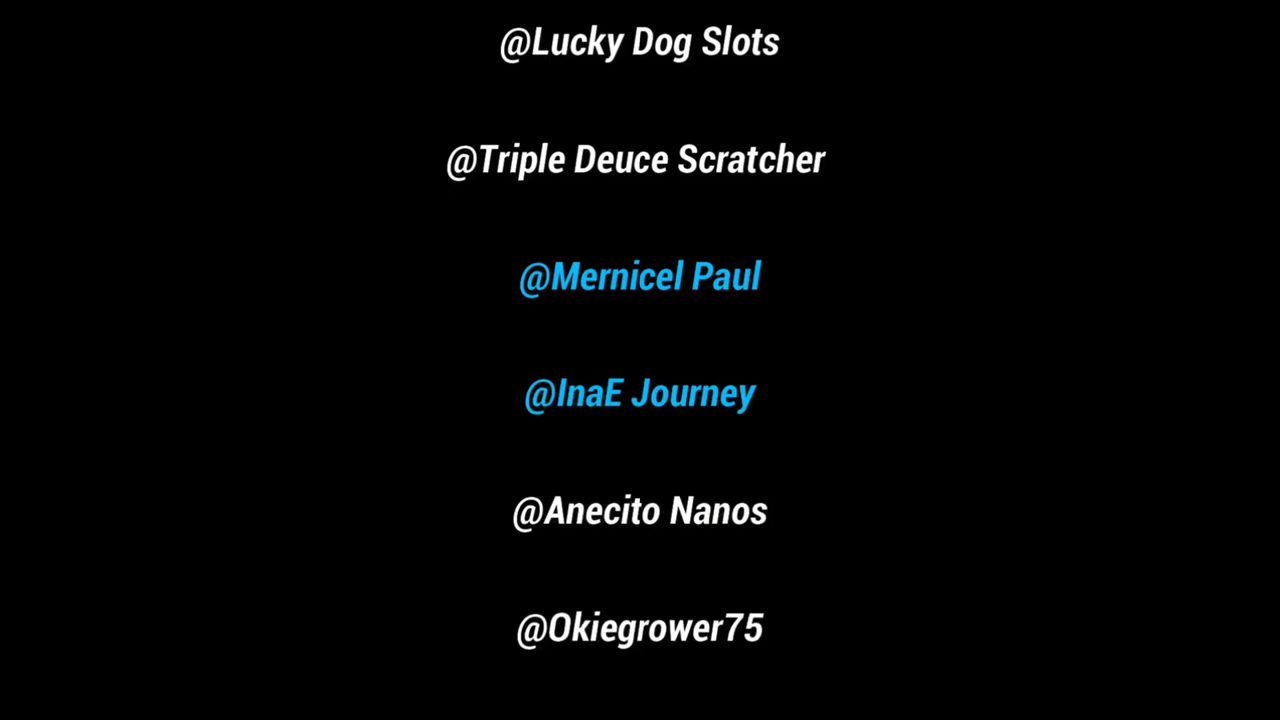 @Lucky Dog Slots
@Triple Deuce Scratcher
@Mernicel Paul
@InaE Journey
@Anecito Nanos
@Okiegrower75